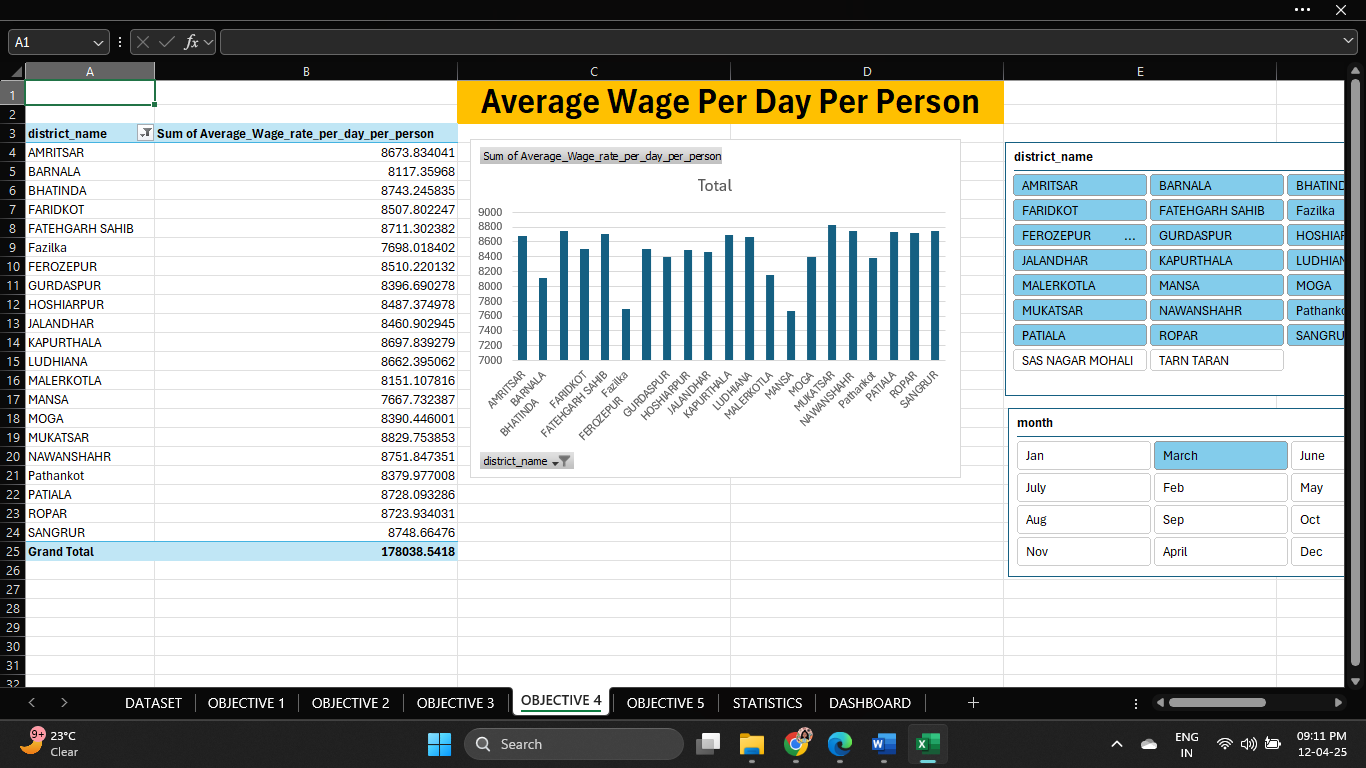 A1
fx
A B C D E
1 Average Wage Per Day Per Person
2
3 district_name Sum of Average_Wage_rate_per_day_per_person
4 AMRITSAR 8673.834041
5 BARNALA 8117.35968
6 BHATINDA 8743.245835
7 FARIDKOT 8507.802247
8 FATEHGARH SAHIB 8711.302382
9 Fazilka 7698.018402
10 FEROZEPUR 8510.220132
11 GURDASPUR 8396.690278
12 HOSHIARPUR 8487.374978
13 JALANDHAR 8460.902945
14 KAPURTHALA 8697.839279
15 LUDHIANA 8662.395062
16 MALERKOTLA 8151.107816
17 MANSA 7667.732387
18 MOGA 8390.446001
19 MUKATSAR 8829.753853
20 NAWANSHAHR 8751.847351
21 Pathankot 8379.977008
22 PATIALA 8728.093286
23 ROPAR 8723.934031
24 SANGRUR 8748.66476
25 Grand Total 178038.5418
26
27
28
29
30
31
32
Sum of Average_Wage_rate_per_day_per_person
Total
9000
8800
8600
8400
8200
8000
7800
7600
7400
7200
7000
AMRITSAR
BARNALA
BHATINDA
FARIDKOT
FATEHGARH SAHIB
Fazilka
FEROZEPUR
GURDASPUR
HOSHIARPUR
JALANDHAR
KAPURTHALA
LUDHIANA
MALERKOTLA
MANSA
MOGA
MUKATSAR
NAWANSHAHR
Pathankot
PATIALA
ROPAR
SANGRUR
district_name
district_name
AMRITSAR BARNALA BHATIND
FARIDKOT FATEHGARH SAHIB Fazilka
FEROZEPUR ... GURDASPUR HOSHIAR
JALANDHAR KAPURTHALA LUDHIAN
MALERKOTLA MANSA MOGA
MUKATSAR NAWANSHAHR Pathanko
PATIALA ROPAR SANGRU
SAS NAGAR MOHALI TARN TARAN
month
Jan March June
July Feb May
Aug Sep Oct
Nov April Dec
DATASET OBJECTIVE 1 OBJECTIVE 2 OBJECTIVE 3 OBJECTIVE 4 OBJECTIVE 5 STATISTICS DASHBOARD
9+ 23°C
Clear
Search
ENG
IN
09:11 PM
12-04-25